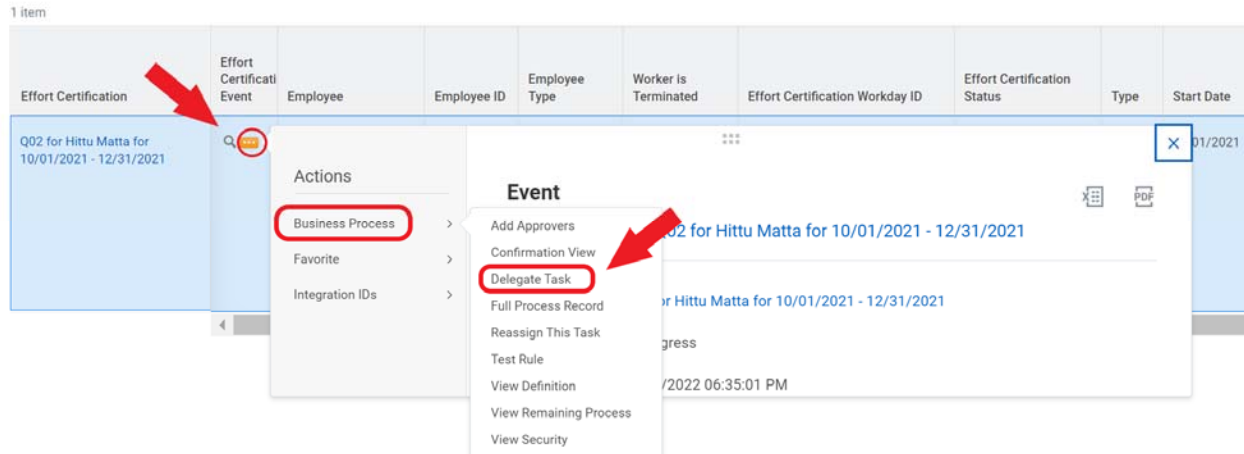 1 item
Effort Certification
Effort
Certificati
Event
Employee
Employee ID
Employee
Type
Worker is
Terminated
Effort Certification Workday ID
Effort Certification
Status
Type
Start Date
Q02 for Hittu Matta for
10/01/2021 - 12/31/2021
01/2021
Actions
Business Process
Favorite
Integration IDs
Add Approvers
Confirmation View
Delegate Task
Full Process Record
Reassign This Task
Test Rule
View Definition
View Remaining Process
View Security
Event
PDF
02 for Hittu Matta for 10/01/2021 - 12/31/2021
or Hittu Matta for 10/01/2021 - 12/31/2021
gress
/2022 06:35:01 PM